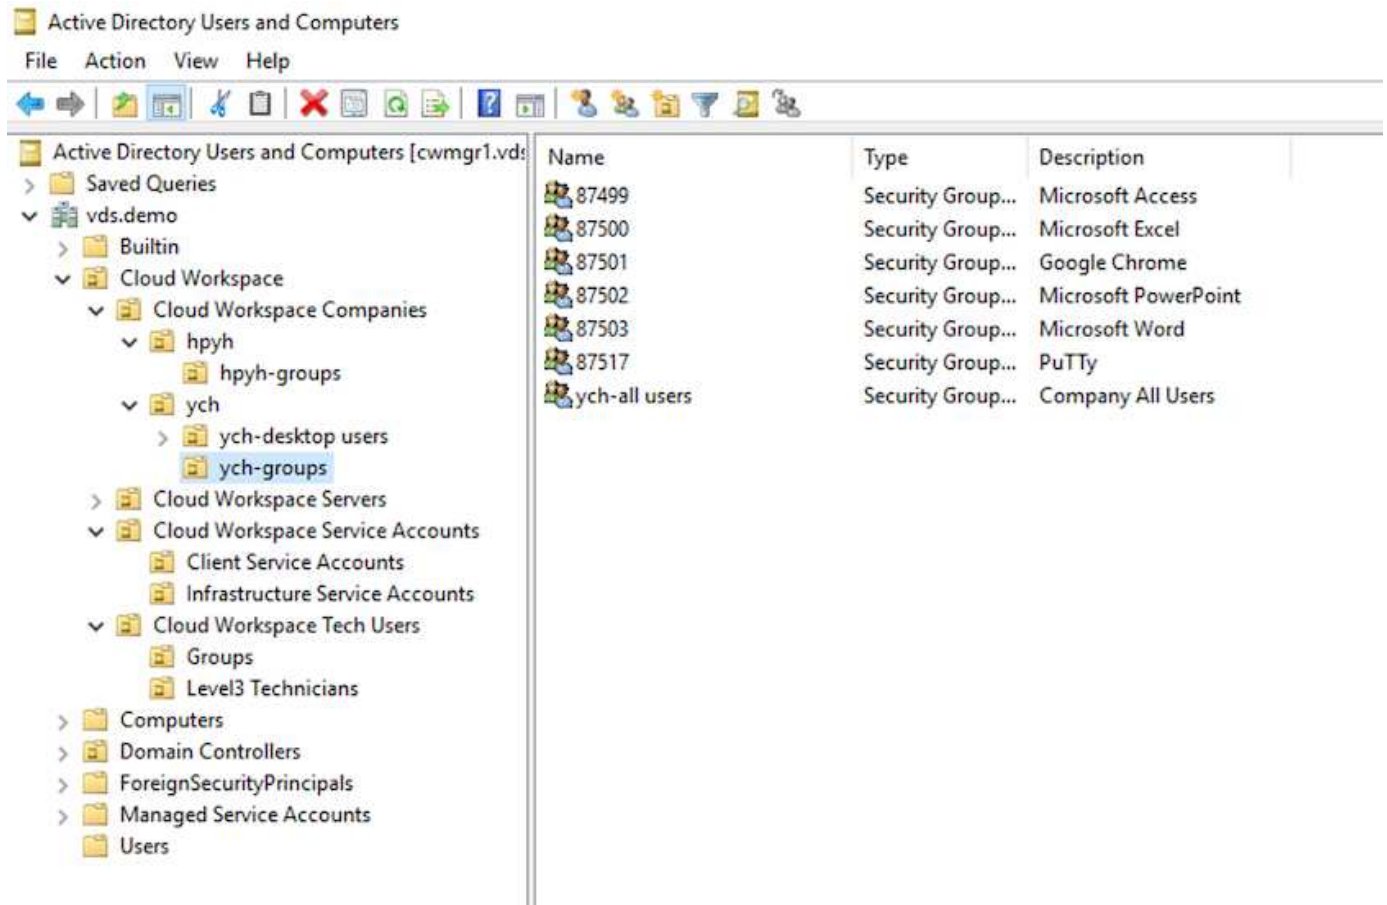 Active Directory Users and Computers
File Action View Help
Active Directory Users and Computers [cwmgr1.vds
Saved Queries
vds.demo
Builtin
Cloud Workspace
Cloud Workspace Companies
hpyh
hpyh-groups
ych
ych-desktop users
ych-groups
Cloud Workspace Servers
Cloud Workspace Service Accounts
Client Service Accounts
Infrastructure Service Accounts
Cloud Workspace Tech Users
Groups
Level3 Technicians
Computers
Domain Controllers
ForeignSecurityPrincipals
Managed Service Accounts
Users
Name Type Description
87499 Security Group... Microsoft Access
87500 Security Group... Microsoft Excel
87501 Security Group... Google Chrome
87502 Security Group... Microsoft PowerPoint
87503 Security Group... Microsoft Word
87517 Security Group... PuTTy
ych-all users Security Group... Company All Users